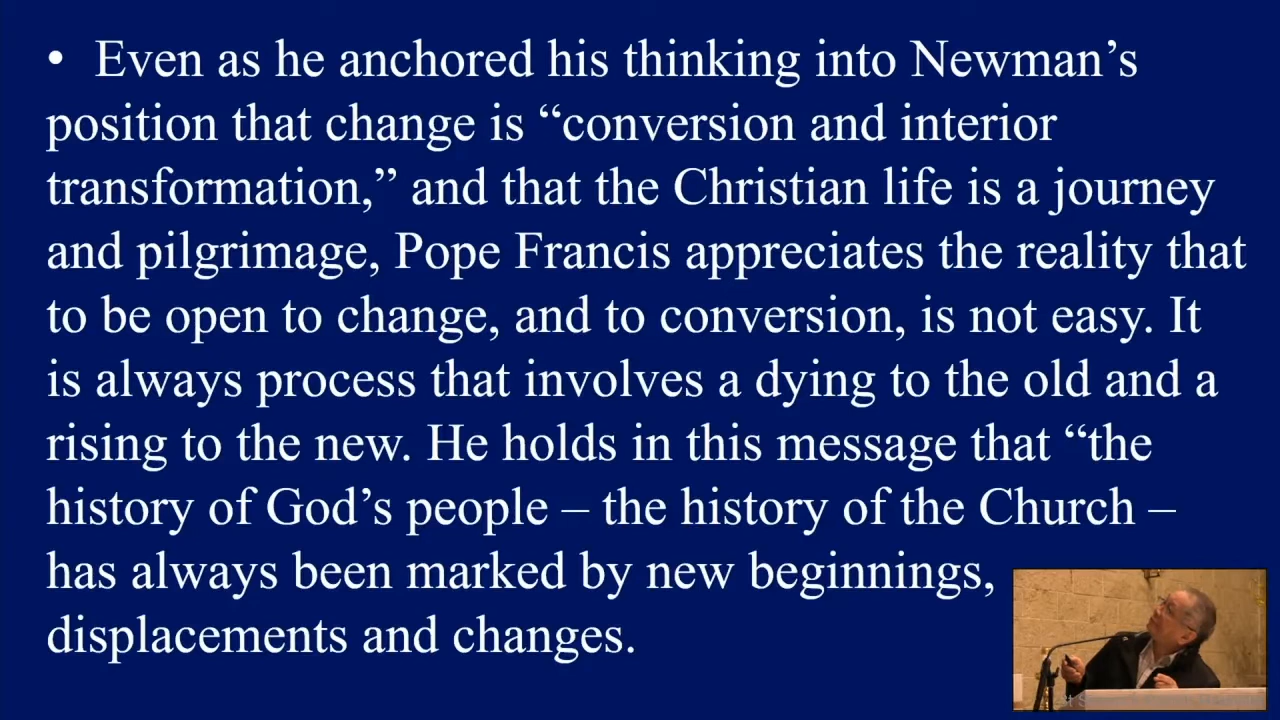 • Even as he anchored his thinking into Newman’s
position that change is “conversion and interior
transformation,” and that the Christian life is a journey
and pilgrimage, Pope Francis appreciates the reality that
to be open to change, and to conversion, is not easy. It
is always process that involves a dying to the old and a
rising to the new. He holds in this message that “the
history of God’s people – the history of the Church –
has always been marked by new beginnings,
displacements and changes.